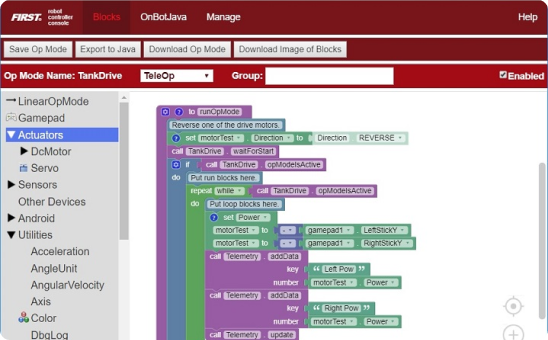 FIRST. robot controller console Blocks OnBotJava Manage Help
Save Op Mode Export to Java Download Op Mode Download Image of Blocks
Op Mode Name: TankDrive TeleOp Group: Enabled
LinearOpMode
Gamepad
Actuators
DcMotor
Servo
Sensors
Other Devices
Android
Utilities
Acceleration
AngleUnit
AngularVelocity
Axis
Color
DbgLog
to runOpMode
Reverse one of the drive motors.
set motorTest . Direction to Direction REVERSE
call TankDrive . waitForStart
if call TankDrive . opModeIsActive
do Put run blocks here.
repeat while call TankDrive . opModeIsActive
do Put loop blocks here.
set Power
motorTest to - gamepad1 . LeftStickY
motorTest to - gamepad1 . RightStickY
call Telemetry . addData
key “ Left Pow ”
number motorTest . Power
call Telemetry . addData
key “ Right Pow ”
number motorTest . Power
call Telemetry . update